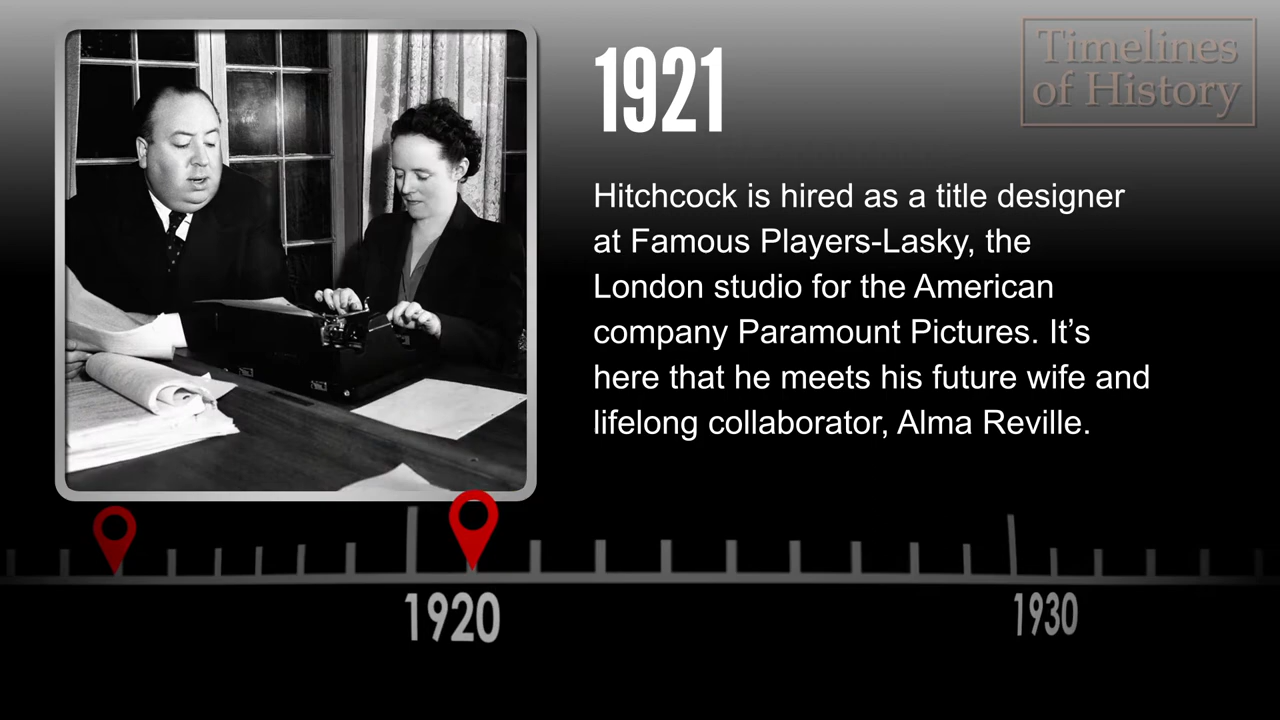 1921
Timelines
of History
Hitchcock is hired as a title designer
at Famous Players-Lasky, the
London studio for the American
company Paramount Pictures. It’s
here that he meets his future wife and
lifelong collaborator, Alma Reville.
1920
1930